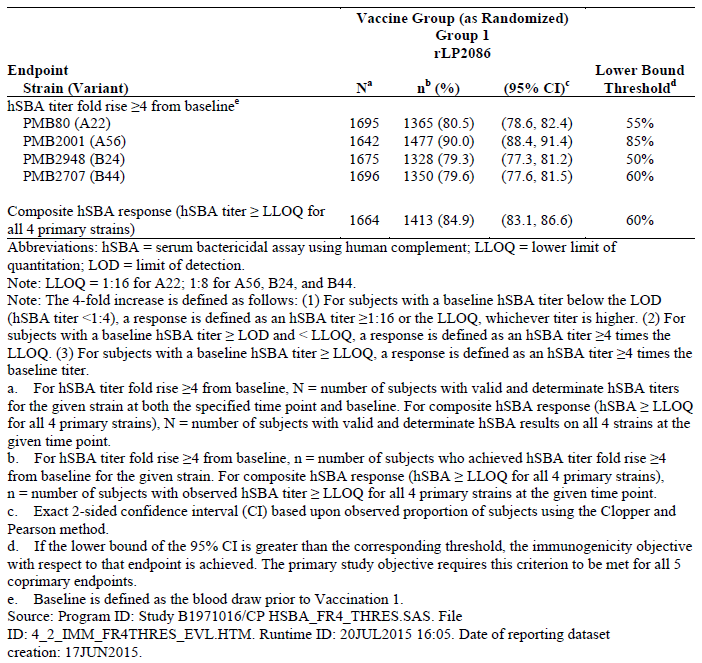 Vaccine Group (as Randomized)
Group 1
rLP2086
Endpoint Lower Bound
Strain (Variant) Nᵃ nᵇ (%) (95% CI)ᶜ Thresholdᵈ
hSBA titer fold rise ≥4 from baselineᵉ
PMB80 (A22) 1695 1365 (80.5) (78.6, 82.4) 55%
PMB2001 (A56) 1642 1477 (90.0) (88.4, 91.4) 85%
PMB2948 (B24) 1675 1328 (79.3) (77.3, 81.2) 50%
PMB2707 (B44) 1696 1350 (79.6) (77.6, 81.5) 60%
Composite hSBA response (hSBA titer ≥ LLOQ for
all 4 primary strains) 1664 1413 (84.9) (83.1, 86.6) 60%
Abbreviations: hSBA = serum bactericidal assay using human complement; LLOQ = lower limit of
quantitation; LOD = limit of detection.
Note: LLOQ = 1:16 for A22; 1:8 for A56, B24, and B44.
Note: The 4-fold increase is defined as follows: (1) For subjects with a baseline hSBA titer below the LOD
(hSBA titer <1:4), a response is defined as an hSBA titer ≥1:16 or the LLOQ, whichever titer is higher. (2) For
subjects with a baseline hSBA titer ≥ LOD and < LLOQ, a response is defined as an hSBA titer ≥4 times the
LLOQ. (3) For subjects with a baseline hSBA titer ≥ LLOQ, a response is defined as an hSBA titer ≥4 times the
baseline titer.
a. For hSBA titer fold rise ≥4 from baseline, N = number of subjects with valid and determinate hSBA titers
for the given strain at both the specified time point and baseline. For composite hSBA response (hSBA ≥ LLOQ
for all 4 primary strains), N = number of subjects with valid and determinate hSBA results on all 4 strains at the
given time point.
b. For hSBA titer fold rise ≥4 from baseline, n = number of subjects who achieved hSBA titer fold rise ≥4
from baseline for the given strain. For composite hSBA response (hSBA ≥ LLOQ for all 4 primary strains),
n = number of subjects with observed hSBA titer ≥ LLOQ for all 4 primary strains at the given time point.
c. Exact 2-sided confidence interval (CI) based upon observed proportion of subjects using the Clopper and
Pearson method.
d. If the lower bound of the 95% CI is greater than the corresponding threshold, the immunogenicity objective
with respect to that endpoint is achieved. The primary study objective requires this criterion to be met for all 5
coprimary endpoints.
e. Baseline is defined as the blood draw prior to Vaccination 1.
Source: Program ID: Study B1971016/CP HSBA_FR4_THRES.SAS. File
ID: 4_2_IMM_FR4THRES_EVL.HTM. Runtime ID: 20JUL2015 16:05. Date of reporting dataset
creation: 17JUN2015.